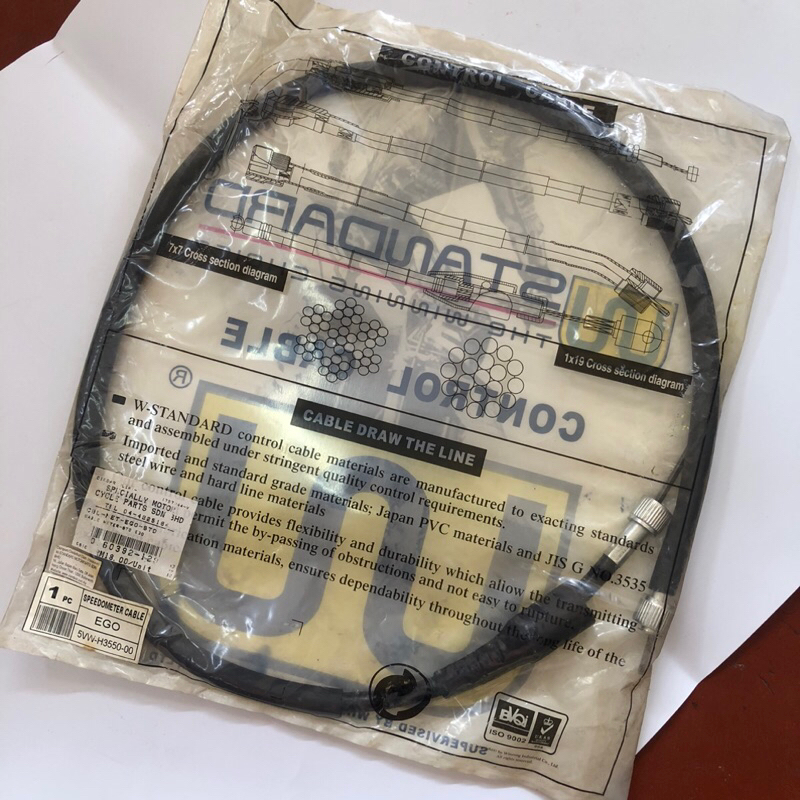 CONTROL CABLE
STANDARD
THE WINNING
7x7 Cross section diagram
1x19 Cross section diagram
CONTROL CABLE
®
CABLE DRAW THE LINE
W-STANDARD control cable materials are manufactured to exacting standards
and assembled under stringent quality control requirements.
Imported and standard grade materials; Japan PVC materials and JIS G NO.3535
steel wire and hard line materials
cable provides flexibility and durability which allow the transmitting
permit the by-passing of obstructions and not easy to rupture.
materials, ensures dependability throughout the long life of the
SPECIALLY MOTOR
CYCLE PARTS SDN BHD
1 PC
SPEEDOMETER CABLE
EGO
5VW-H3550-00
SUPERVISED BY
BVQi
ISO 9002